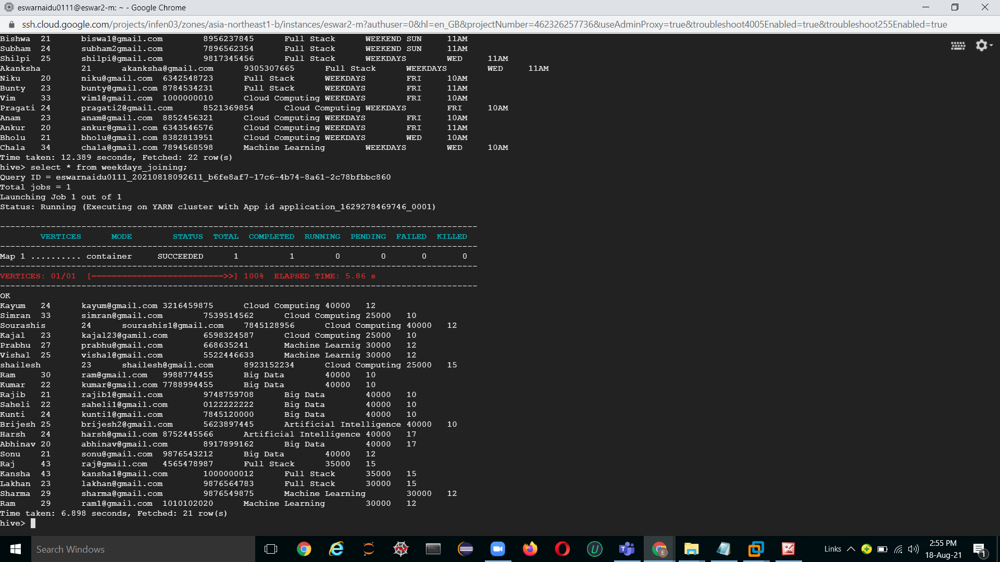 eswarnaidu0111@eswar2-m: ~ - Google Chrome
ssh.cloud.google.com/projects/infen03/zones/asia-northeast1-b/instances/eswar2-m?authuser=0&hl=en_GB&projectNumber=462326257736&useAdminProxy=true&troubleshoot4005Enabled=true&troubleshoot255Enabled=true
Bishwa 21 biswa1@gmail.com 8956237845 Full Stack WEEKEND SUN 11AM
Subham 24 subham2gmail.com 7896562354 Full Stack WEEKEND SUN 11AM
Shilpi 25 shilpi@gmail.com 9817345456 Full Stack WEEKDAYS WED 11AM
Akanksha 21 akanksha@gmail.com 9305307665 Full Stack WEEKDAYS WED 11AM
Niku 20 niku@gmail.com 6342548723 Full Stack WEEKDAYS FRI 10AM
Bunty 23 bunty@gmail.com 8784534231 Full Stack WEEKDAYS FRI 11AM
Vim 33 vim1@gmail.com 1000000010 Cloud Computing WEEKDAYS FRI 10AM
Pragati 24 pragati2@gmail.com 8521369854 Cloud Computing WEEKDAYS FRI 10AM
Anam 23 anam@gmail.com 8852456321 Cloud Computing WEEKDAYS FRI 10AM
Ankur 20 ankur@gmail.com 6343546576 Cloud Computing WEEKDAYS FRI 11AM
Bholu 21 bholu@gmail.com 8382813951 Cloud Computing WEEKDAYS WED 10AM
Chala 34 chala@gmail.com 7894568598 Machine Learning WEEKDAYS WED 10AM
Time taken: 12.389 seconds, Fetched: 22 row(s)
hive> select * from weekdays_joining;
Query ID = eswarnaidu0111_20210818092611_b6fe8af7-17c6-4b74-8a61-2c78bfbbc860
Total jobs = 1
Launching Job 1 out of 1
Status: Running (Executing on YARN cluster with App id application_1629278469746_0001)
----------------------------------------------------------------------------------------------
VERTICES MODE STATUS TOTAL COMPLETED RUNNING PENDING FAILED KILLED
----------------------------------------------------------------------------------------------
Map 1 .......... container SUCCEEDED 1 1 0 0 0 0
----------------------------------------------------------------------------------------------
VERTICES: 01/01 [==========================>>] 100% ELAPSED TIME: 5.86 s
----------------------------------------------------------------------------------------------
OK
Kayum 24 kayum@gmail.com 3216459875 Cloud Computing 40000 12
Simran 33 simran@gmail.com 7539514562 Cloud Computing 25000 10
Sourashis 24 sourashis1@gmail.com 7845128956 Cloud Computing 40000 12
Kajal 23 kajal23@gamil.com 6598324587 Cloud Computing 25000 10
Prabhu 27 prabhu@gmail.com 668635241 Machine Learnig 30000 12
Vishal 25 vishal@gmail.com 5522446633 Machine Learnig 30000 12
shailesh 23 shailesh@gmail.com 8923152234 Cloud Computing 25000 15
Ram 30 ram@gmail.com 9988774455 Big Data 40000 10
Kumar 22 kumar@gmail.com 7788994455 Big Data 40000 10
Rajib 21 rajib1@gmail.com 9748759708 Big Data 40000 10
Saheli 22 saheli1@gmail.com 0122222222 Big Data 40000 10
Kunti 24 kunti1@gmail.com 7845120000 Big Data 40000 10
Brijesh 25 brijesh2@gmail.com 5623897445 Artificial Intelligence 40000 10
Harsh 24 harsh@gmail.com 8752445566 Artificial Intelligence 40000 17
Abhinav 20 abhinav@gmail.com 8917899162 Big Data 40000 17
Sonu 21 sonu@gmail.com 9876543212 Big Data 40000 12
Raj 43 raj@gmail.com 4565478987 Full Stack 35000 15
Kansha 43 kansha1@gmail.com 1000000012 Full Stack 35000 15
Lakhan 23 lakhan@gmail.com 9876564783 Full Stack 30000 15
Sharma 29 sharma@gmail.com 9876549875 Machine Learning 30000 12
Ram 29 ram1@gmail.com 1010102020 Machine Learning 30000 12
Time taken: 6.898 seconds, Fetched: 21 row(s)
hive>
Search Windows
Links
2:55 PM
18-Aug-21
1